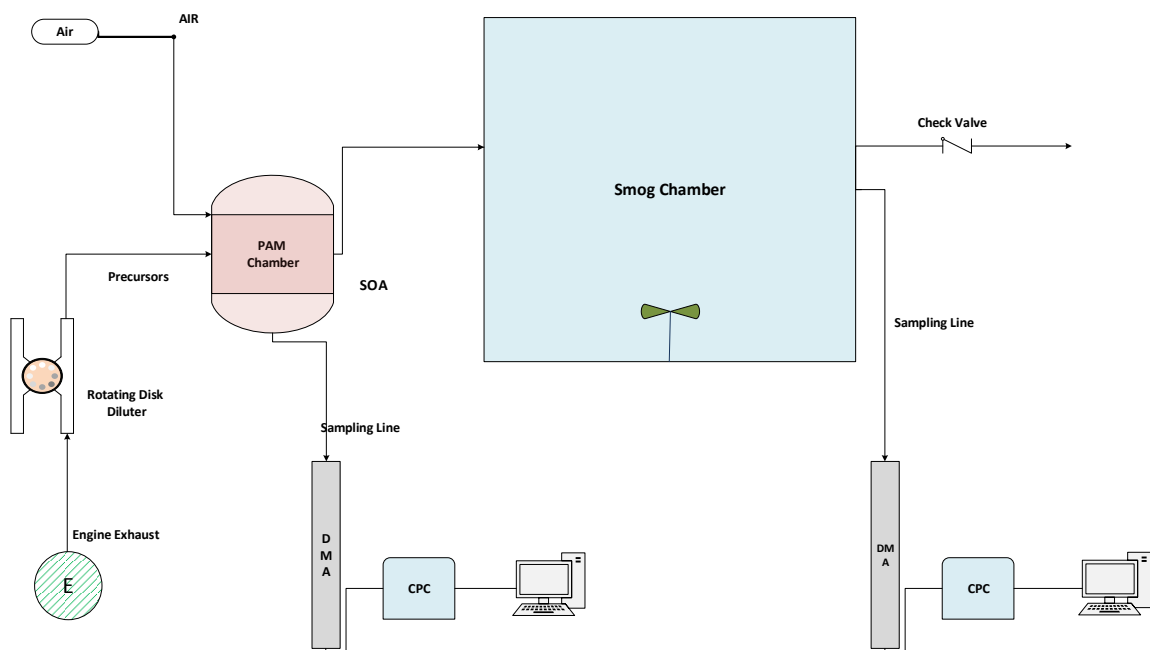 AIR
Air
Check Valve
Smog Chamber
PAM
Chamber
Precursors
SOA
Sampling Line
Rotating Disk
Diluter
Sampling Line
Engine Exhaust
E
D
M
A
CPC
DM
A
CPC